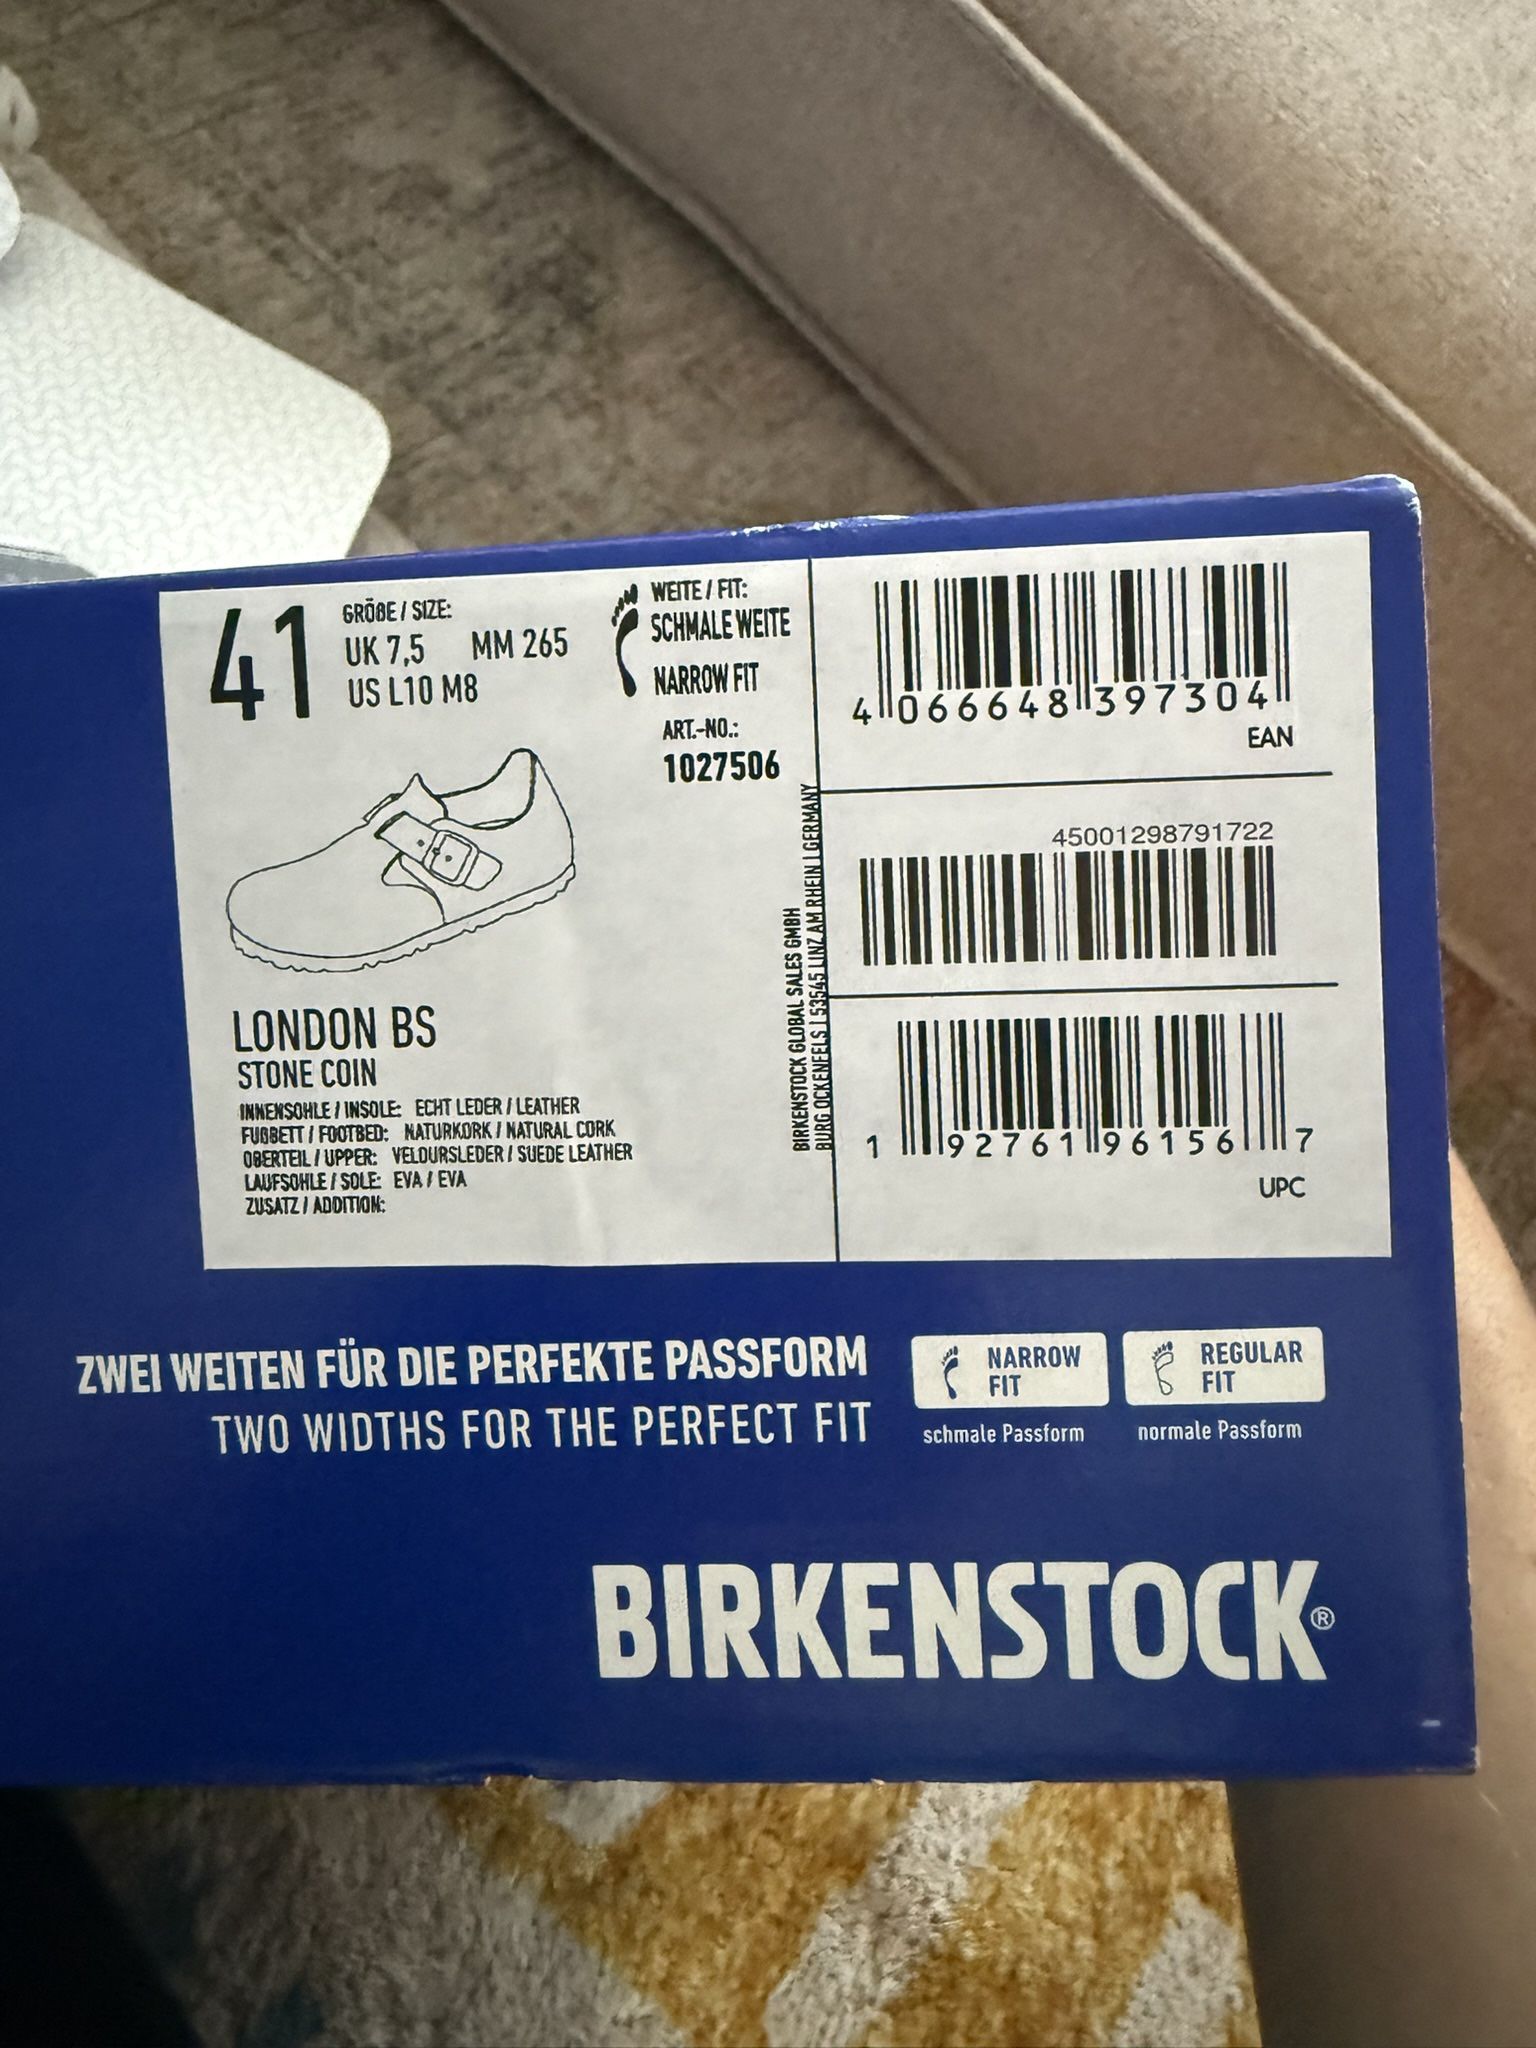 41
GRÖßE / SIZE:
UK 7,5 MM 265
US L10 M8
WEITE / FIT:
SCHMALE WEITE
NARROW FIT
ART.-NO.:
1027506
LONDON BS
STONE COIN
INNENSOHLE / INSOLE: ECHT LEDER / LEATHER
FUßBETT / FOOTBED: NATURKORK / NATURAL CORK
OBERTEIL / UPPER: VELOURSLEDER / SUEDE LEATHER
LAUFSOHLE / SOLE: EVA / EVA
ZUSATZ / ADDITION:
BIRKENSTOCK GLOBAL SALES GMBH
BURG OCKENFELS | 53545 LINZ AM RHEIN | GERMANY
4 066648 397304
EAN
45001298791722
1 92761 96156 7
UPC
ZWEI WEITEN FÜR DIE PERFEKTE PASSFORM
TWO WIDTHS FOR THE PERFECT FIT
NARROW
FIT
schmale Passform
REGULAR
FIT
normale Passform
BIRKENSTOCK®